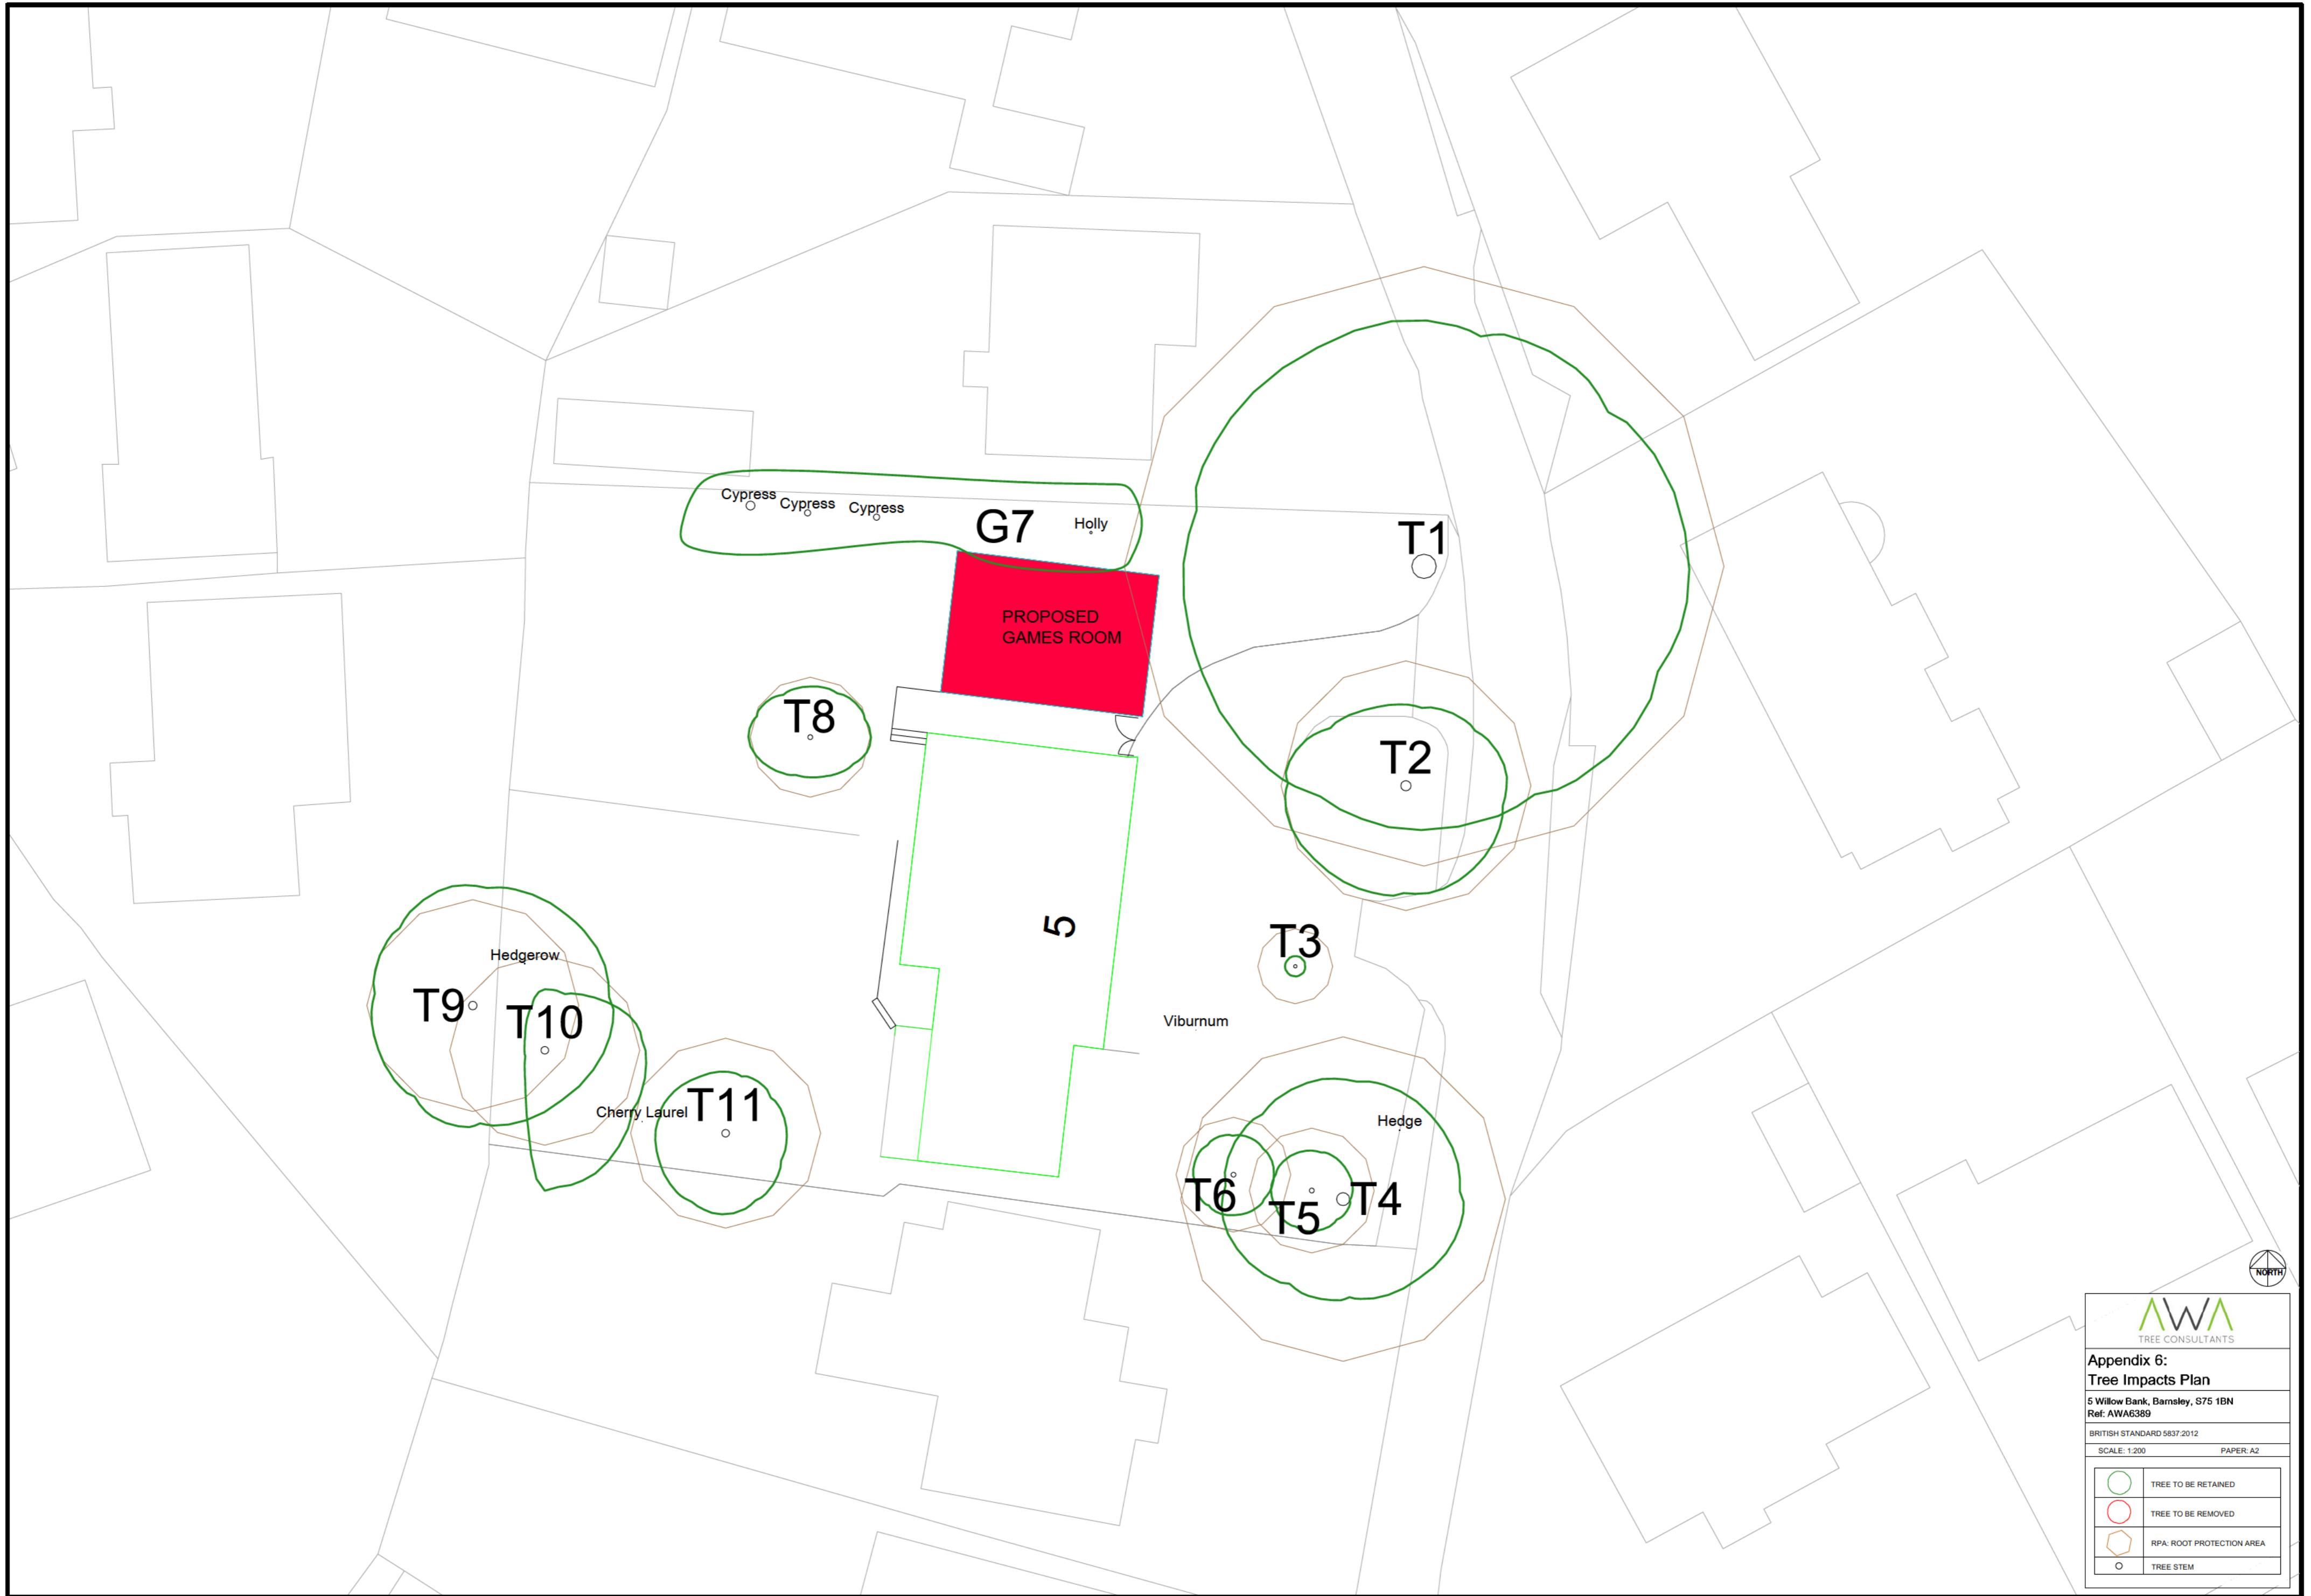 Cypress
Cypress
Cypress
G7
Holly
T1
PROPOSED
GAMES ROOM
T8
T2
5
T3
Hedgerow
T9
T10
Viburnum
Cherry Laurel
T11
Hedge
T6
T5
T4
NORTH
AWA
TREE CONSULTANTS
Appendix 6:
Tree Impacts Plan
5 Willow Bank, Barnsley, S75 1BN
Ref: AWA6389
BRITISH STANDARD 5837:2012
SCALE: 1:200 PAPER: A2
TREE TO BE RETAINED
TREE TO BE REMOVED
RPA: ROOT PROTECTION AREA
TREE STEM